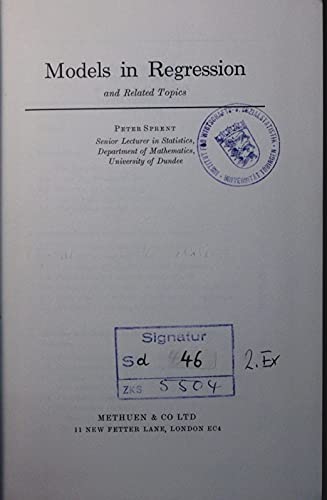 Models in Regression
and Related Topics
PETER SPRENT
Senior Lecturer in Statistics,
Department of Mathematics,
University of Dundee
Signatur
Sd 46
2. Ex
ZKS 5504
METHUEN & CO LTD
11 NEW FETTER LANE, LONDON EC4